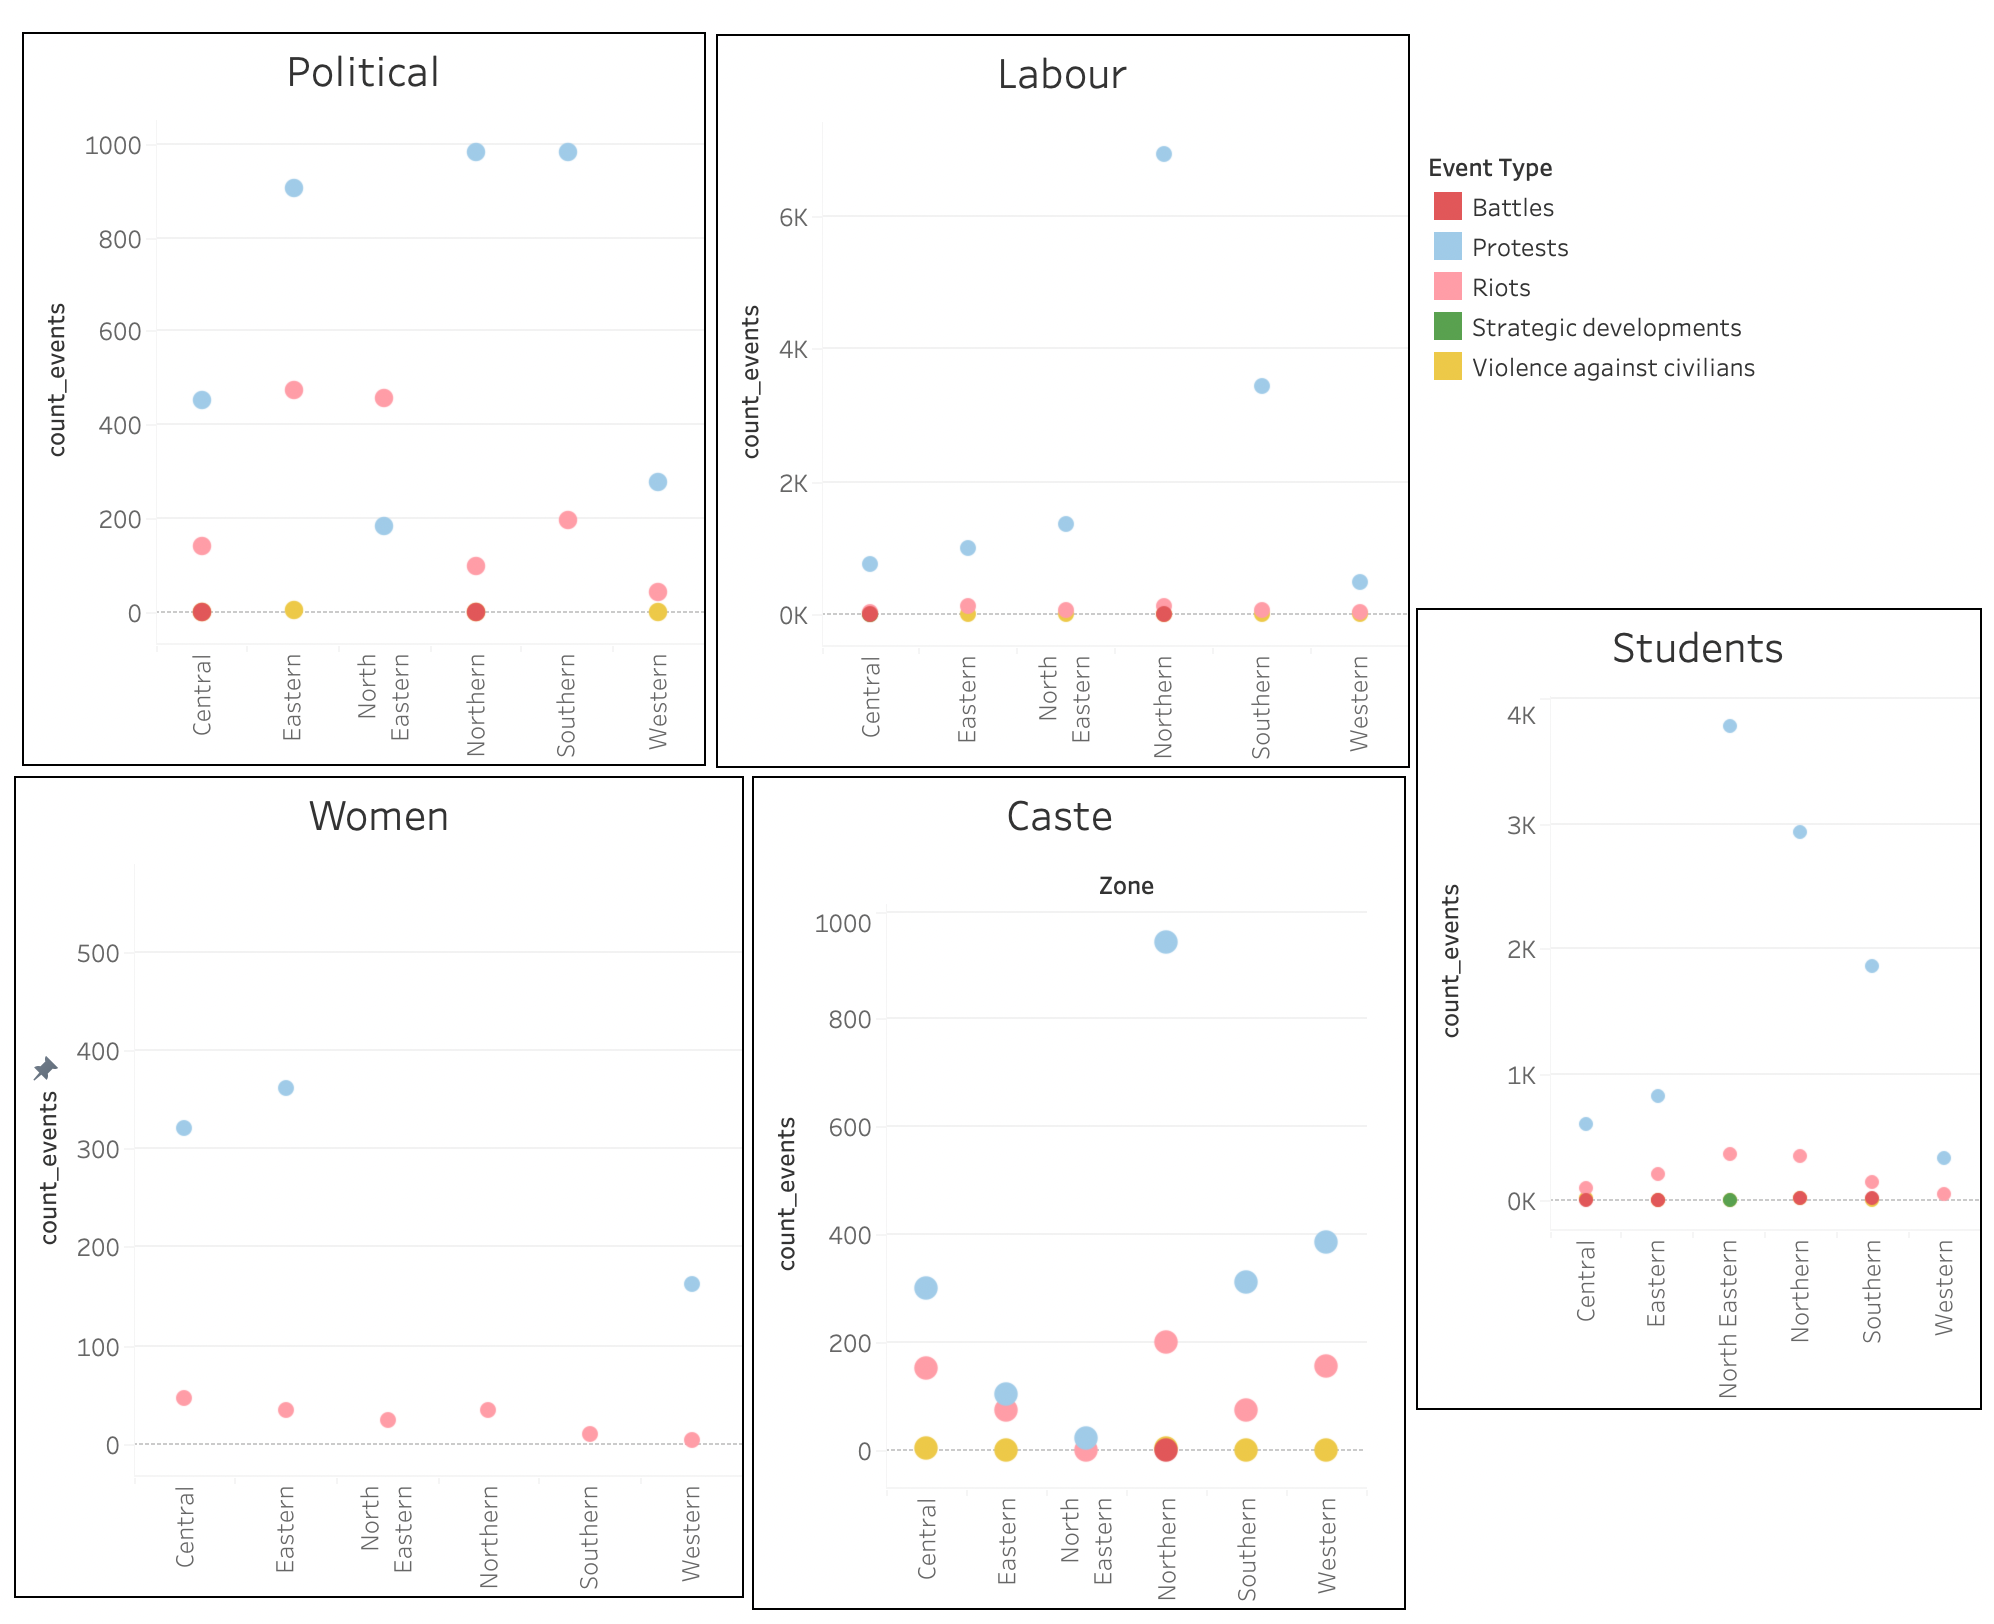 Political
count_events
1000
800
600
400
200
0
Central
Eastern
North
Eastern
Northern
Southern
Western
Labour
count_events
6K
4K
2K
0K
Central
Eastern
North
Eastern
Northern
Southern
Western
Event Type
Battles
Protests
Riots
Strategic developments
Violence against civilians
Women
count_events
500
400
300
200
100
0
Central
Eastern
North
Eastern
Northern
Southern
Western
Caste
Zone
count_events
1000
800
600
400
200
0
Central
Eastern
North
Eastern
Northern
Southern
Western
Students
count_events
4K
3K
2K
1K
0K
Central
Eastern
North Eastern
Northern
Southern
Western